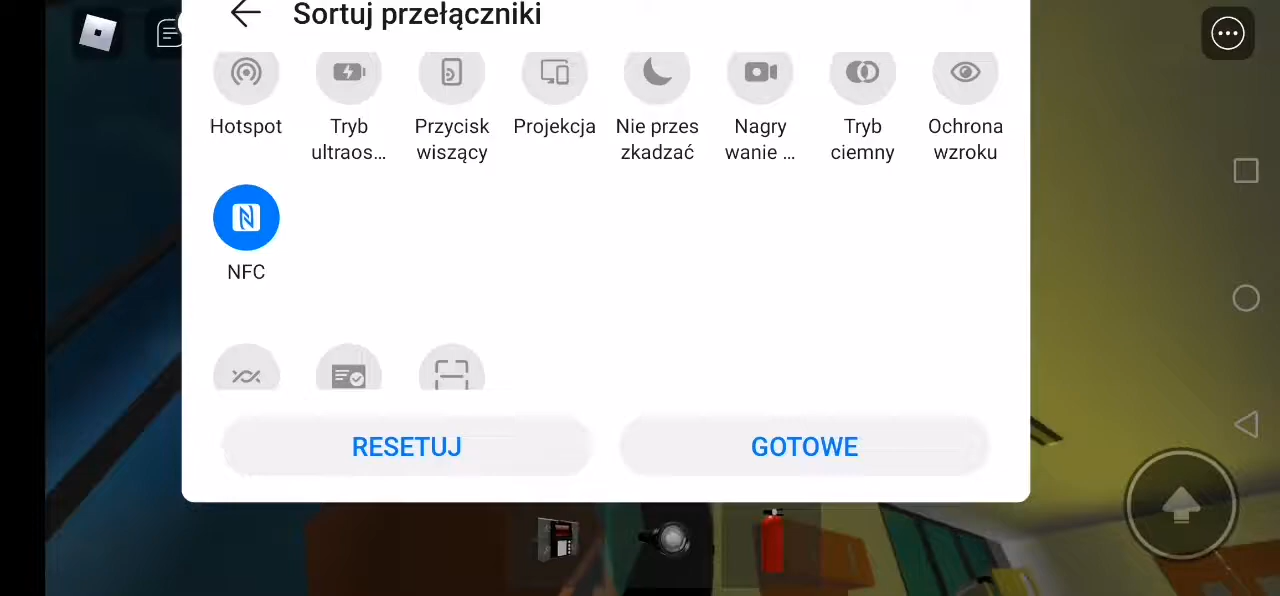 Sortuj przełączniki
Hotspot
Tryb
ultraos...
Przycisk
wiszący
Projekcja
Nie przes
zkadzać
Nagry
wanie ...
Tryb
ciemny
Ochrona
wzroku
NFC
RESETUJ
GOTOWE